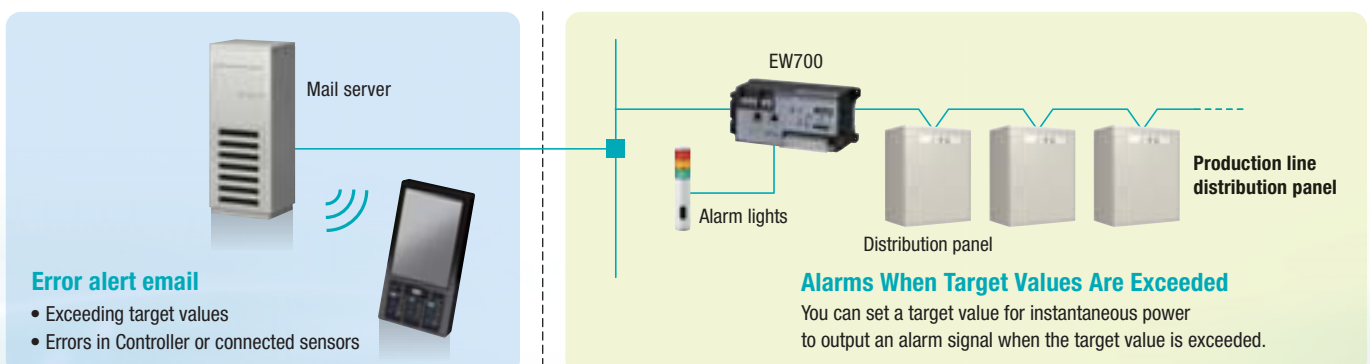 Mail server
Error alert email
• Exceeding target values
• Errors in Controller or connected sensors
EW700
Alarm lights
Distribution panel
Production line
distribution panel
Alarms When Target Values Are Exceeded
You can set a target value for instantaneous power
to output an alarm signal when the target value is exceeded.